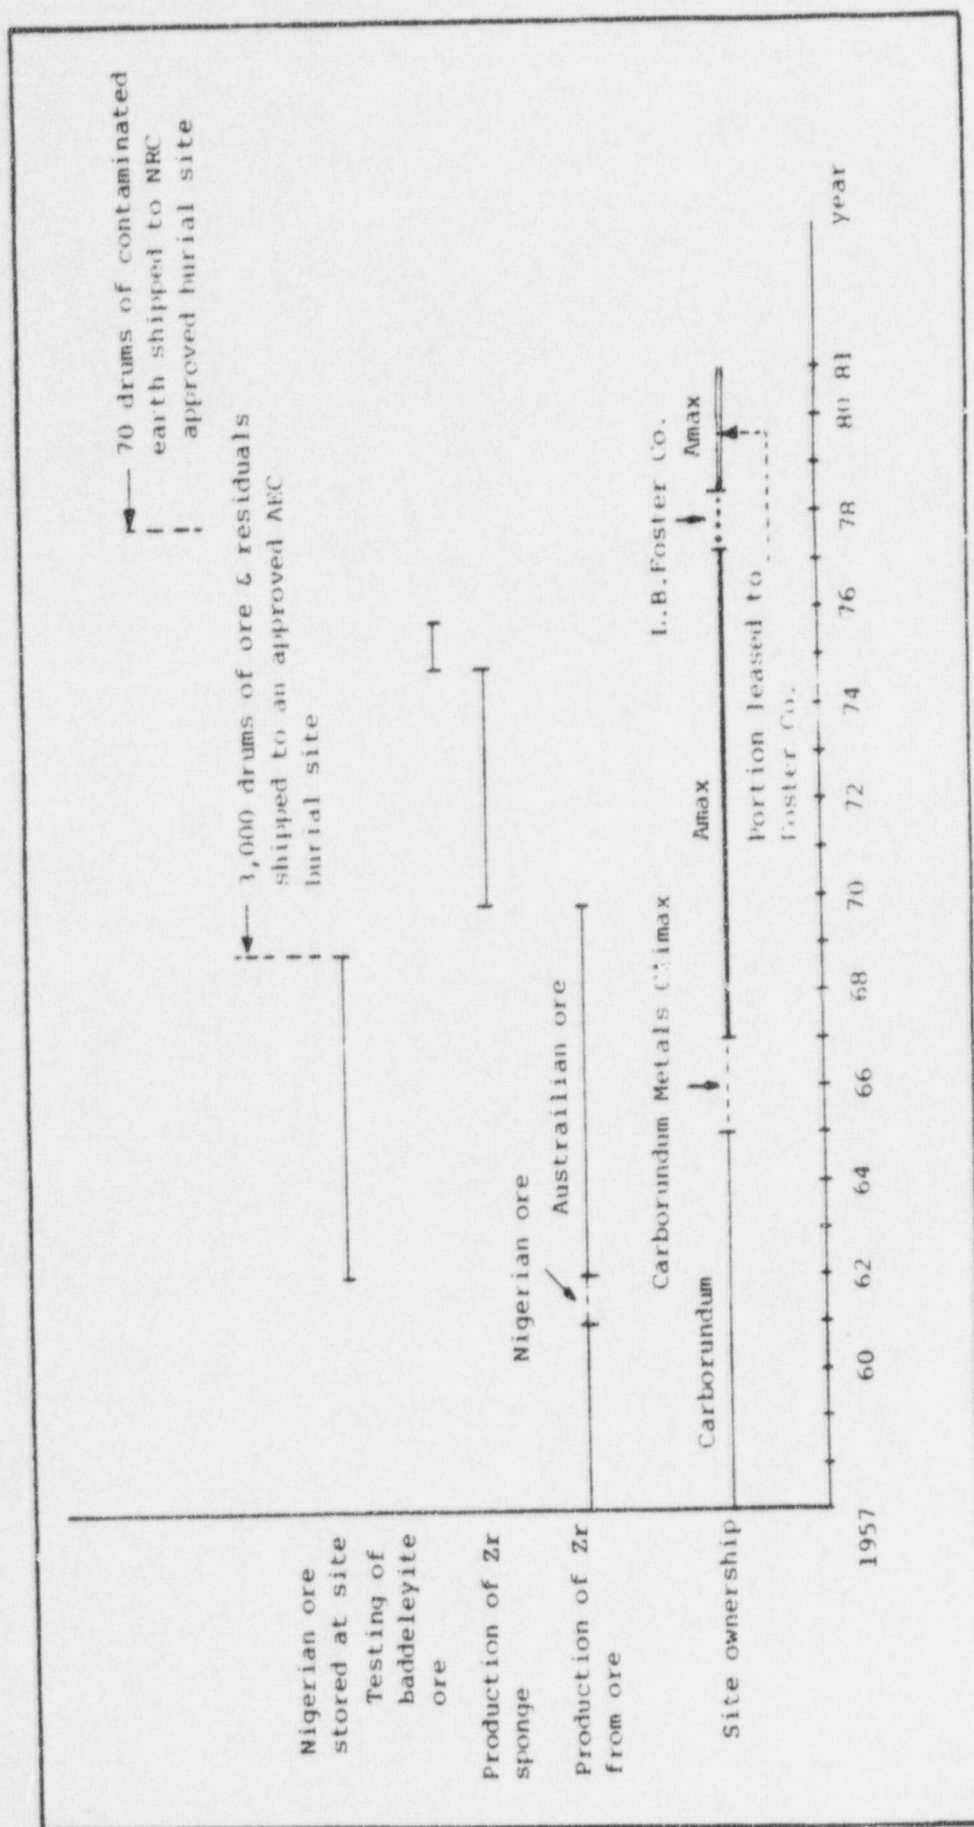 70 drums of contaminated
earth shipped to NRC
approved burial site
3,000 drums of ore & residuals
shipped to an approved AEC
burial site
Nigerian ore
stored at site
Testing of
baddeleyite
ore
Production of Zr
sponge
Nigerian ore
Austrailian ore
Production of Zr
from ore
Carborundum Metals Climax
L.B.Foster Co.
Carborundum
Amax
Amax
Site ownership
Portion leased to
Foster Co.
1957 60 62 64 66 68 70 72 74 76 78 80 81
year